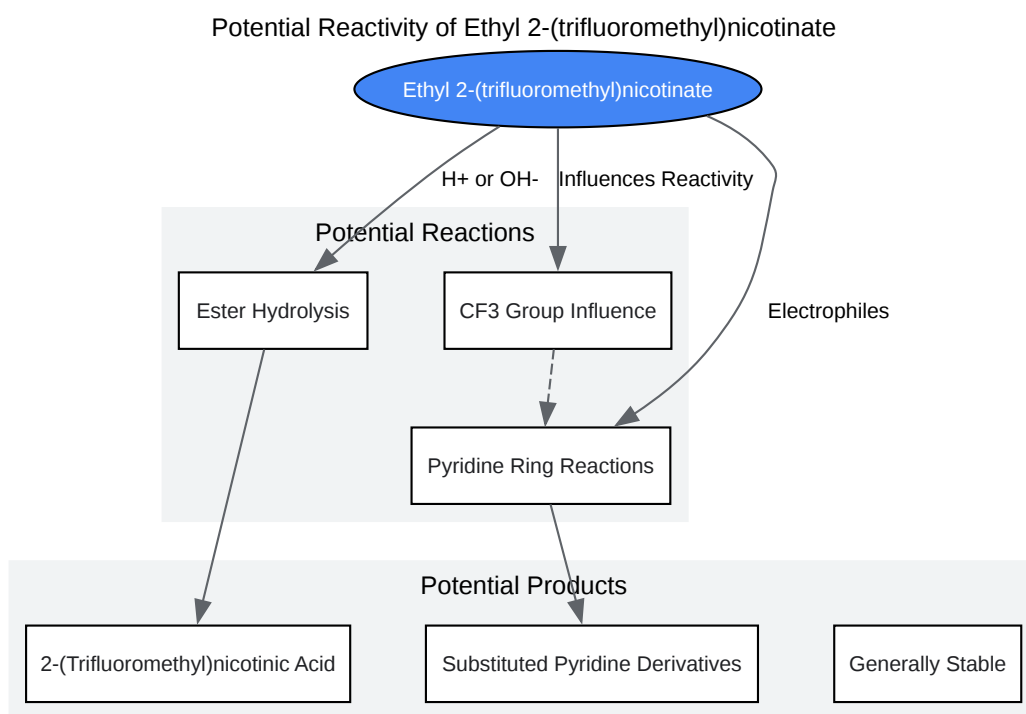 Potential Reactivity of Ethyl 2-(trifluoromethyl)nicotinate
Ethyl 2-(trifluoromethyl)nicotinate
H+ or OH-
Influences Reactivity
Potential Reactions
Ester Hydrolysis
CF3 Group Influence
Electrophiles
Pyridine Ring Reactions
Potential Products
2-(Trifluoromethyl)nicotinic Acid
Substituted Pyridine Derivatives
Generally Stable